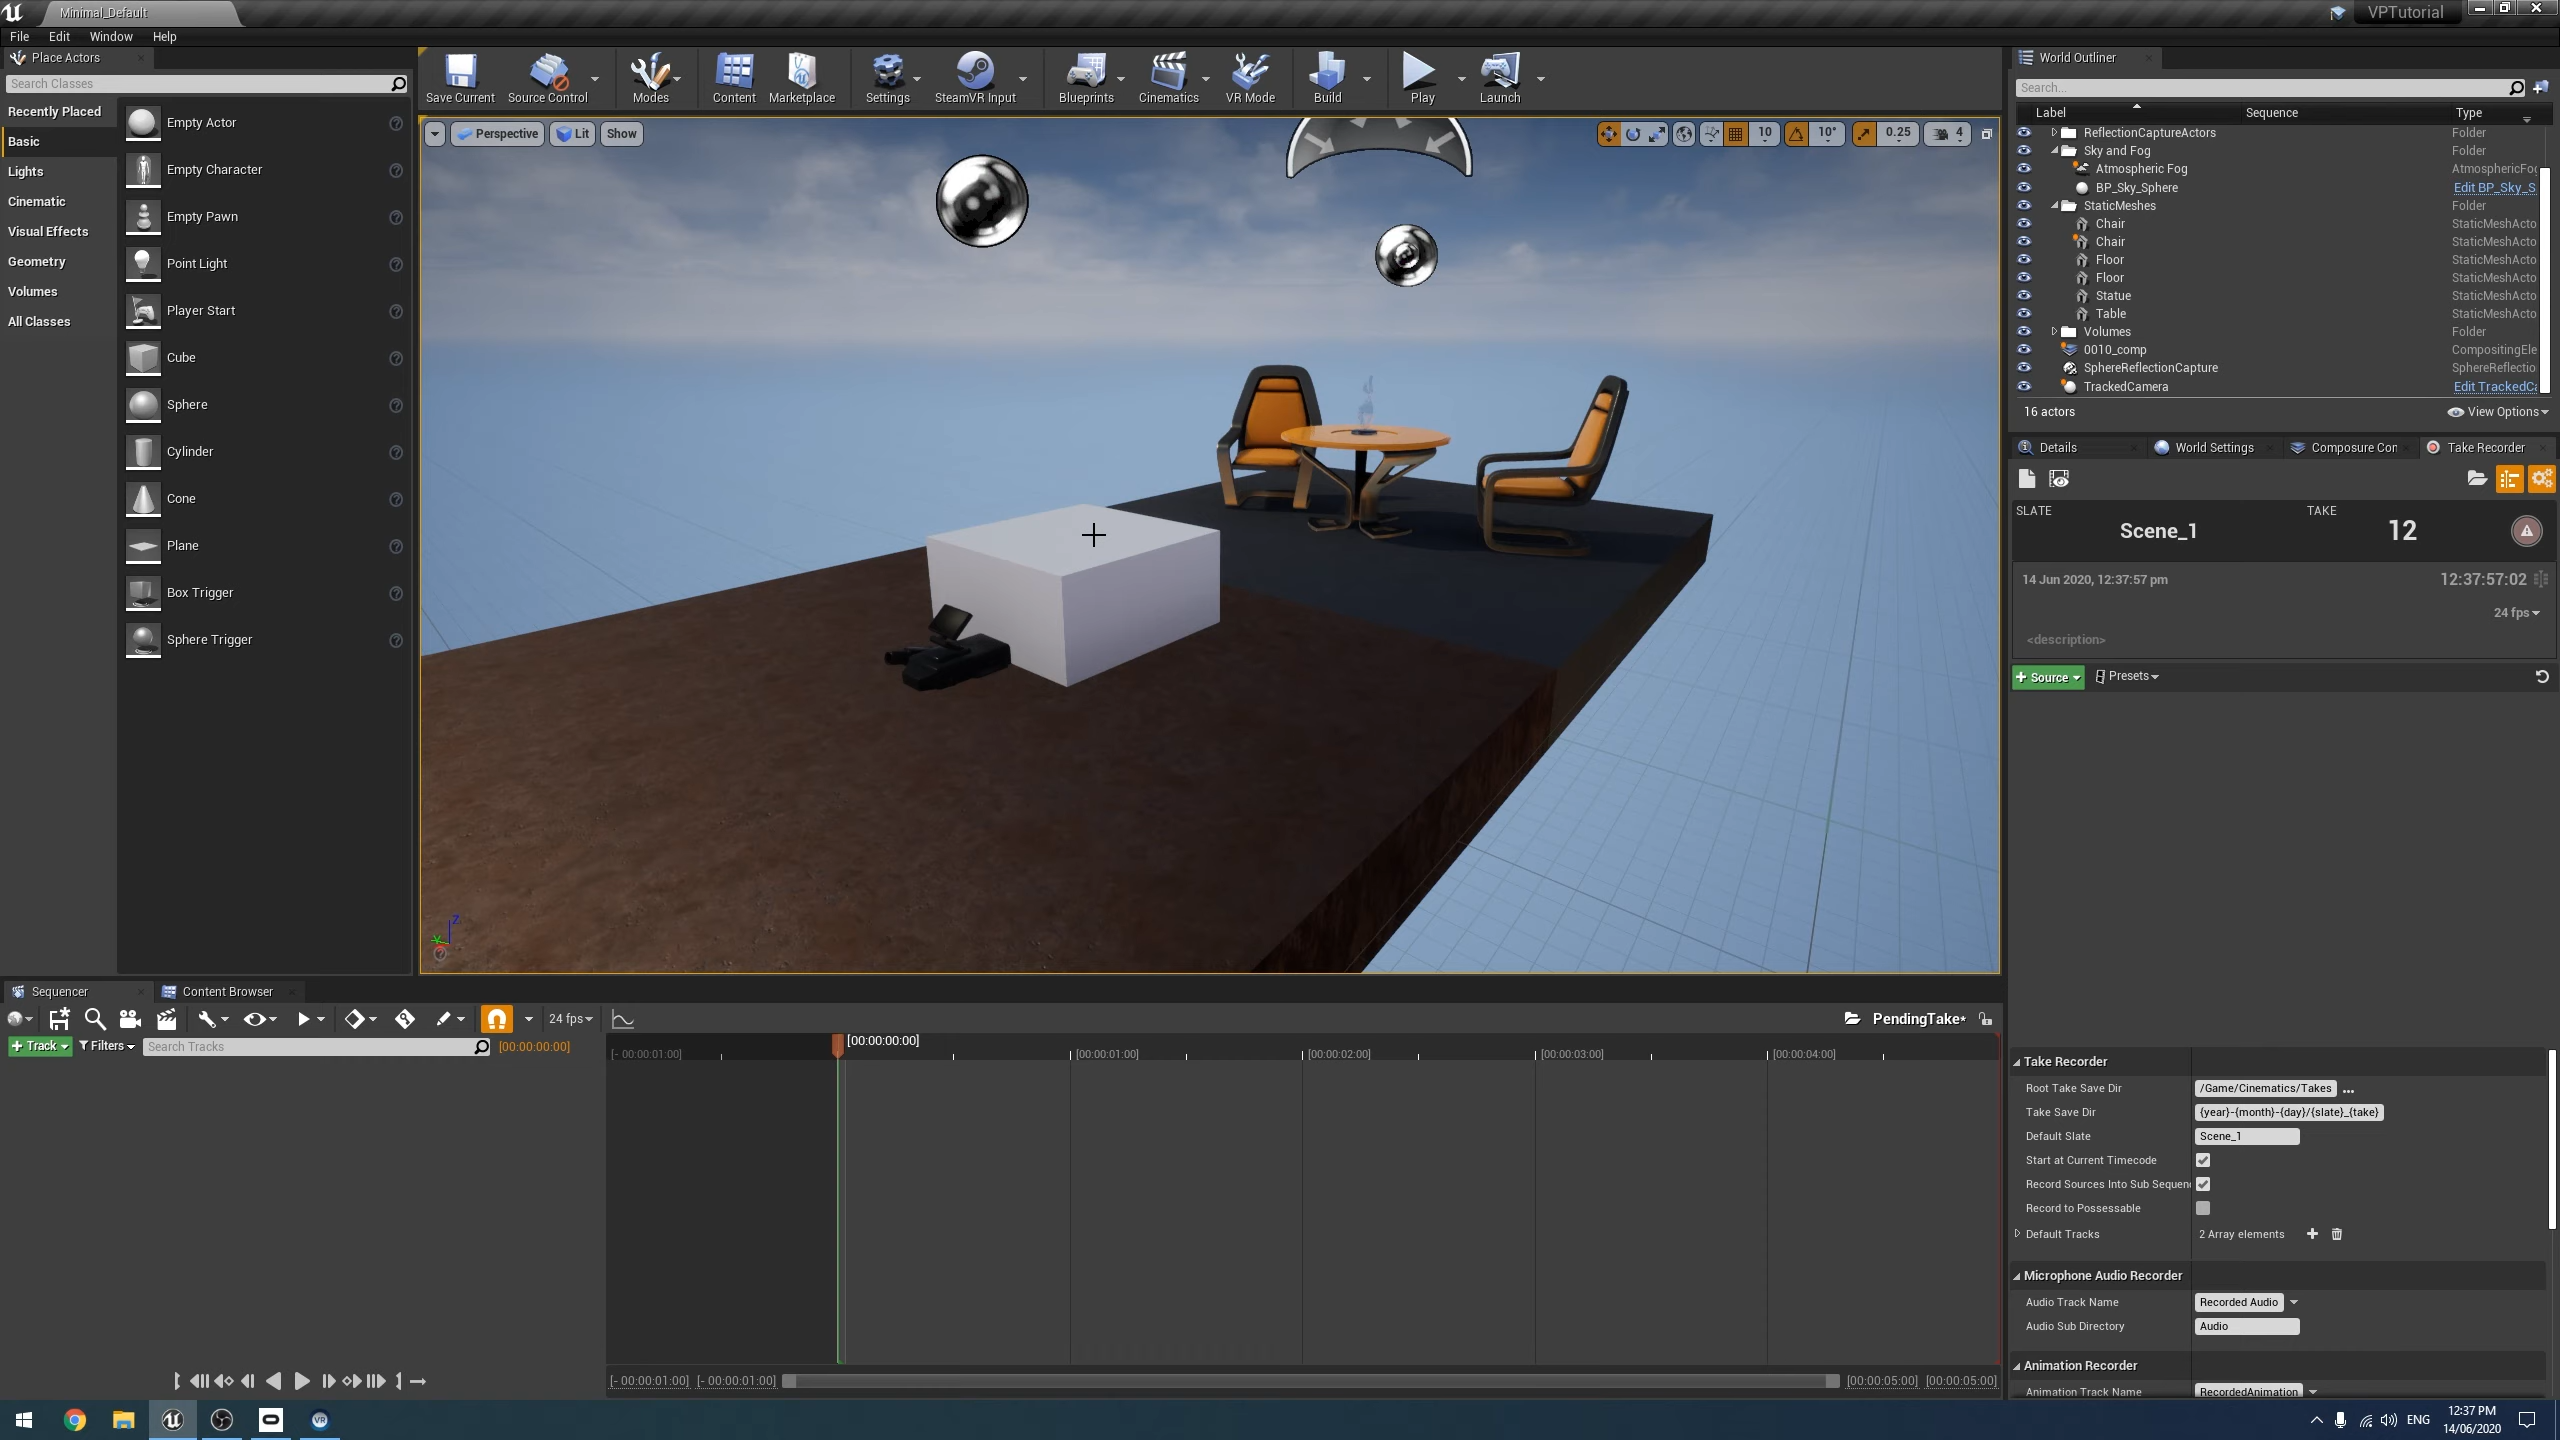 Minimal_Default
VPTutorial
File Edit Window Help
Place Actors
Search Classes
Recently Placed
Basic
Lights
Cinematic
Visual Effects
Geometry
Volumes
All Classes
Empty Actor
Empty Character
Empty Pawn
Point Light
Player Start
Cube
Sphere
Cylinder
Cone
Plane
Box Trigger
Sphere Trigger
Save Current Source Control Modes Content Marketplace Settings SteamVR Input Blueprints Cinematics VR Mode Build Play Launch
Perspective Lit Show
10 10° 0.25 4
World Outliner
Search...
Label Sequence Type
ReflectionCaptureActors Folder
Sky and Fog Folder
Atmospheric Fog AtmosphericFog
BP_Sky_Sphere Edit BP_Sky_S
StaticMeshes Folder
Chair StaticMeshActo
Chair StaticMeshActo
Floor StaticMeshActo
Floor StaticMeshActo
Statue StaticMeshActo
Table StaticMeshActo
Volumes Folder
0010_comp CompositingEle
SphereReflectionCapture SphereReflectio
TrackedCamera Edit TrackedCa
16 actors View Options
Details World Settings Composure Con Take Recorder
SLATE TAKE
Scene_1 12
14 Jun 2020, 12:37:57 pm 12:37:57:02
24 fps
<description>
+ Source Presets
Take Recorder
Root Take Save Dir /Game/Cinematics/Takes ...
Take Save Dir {year}-{month}-{day}/{slate}_{take}
Default Slate Scene_1
Start at Current Timecode
Record Sources Into Sub Sequen
Record to Possessable
Default Tracks 2 Array elements
Microphone Audio Recorder
Audio Track Name Recorded Audio
Audio Sub Directory Audio
Animation Recorder
Animation Track Name RecordedAnimation
Z
Y
Sequencer Content Browser
24 fps
PendingTake*
+ Track Filters Search Tracks [00:00:00:00]
[00:00:00:00]
[- 00:00:01:00] [00:00:01:00] [00:00:02:00] [00:00:03:00] [00:00:04:00]
[- 00:00:01:00] [- 00:00:01:00] [00:00:05:00] [00:00:05:00]
VR
ENG
12:37 PM
14/06/2020